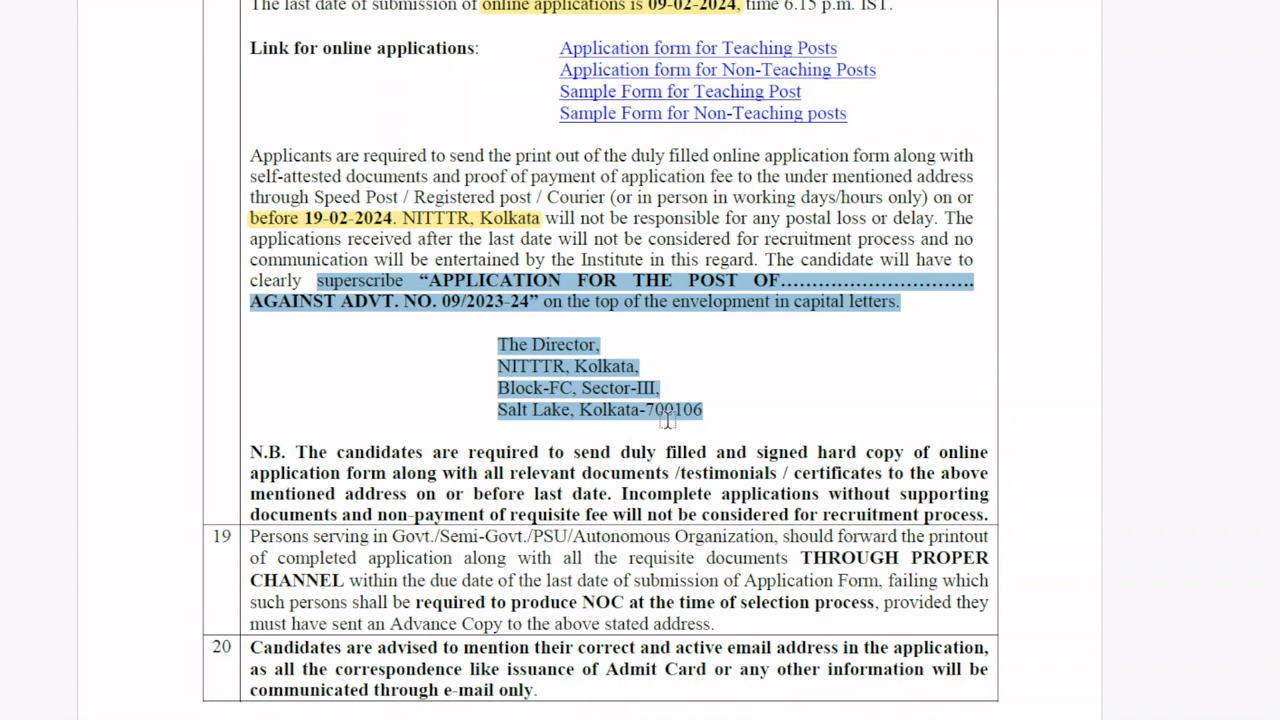 The last date of submission of online applications is 09-02-2024, time 6.15 p.m. IST.
Link for online applications: Application form for Teaching Posts
Application form for Non-Teaching Posts
Sample Form for Teaching Post
Sample Form for Non-Teaching posts
Applicants are required to send the print out of the duly filled online application form along with
self-attested documents and proof of payment of application fee to the under mentioned address
through Speed Post / Registered post / Courier (or in person in working days/hours only) on or
before 19-02-2024. NITTTR, Kolkata will not be responsible for any postal loss or delay. The
applications received after the last date will not be considered for recruitment process and no
communication will be entertained by the Institute in this regard. The candidate will have to
clearly superscribe “APPLICATION FOR THE POST OF………………………….
AGAINST ADVT. NO. 09/2023-24” on the top of the envelopment in capital letters.
The Director,
NITTTR, Kolkata,
Block-FC, Sector-III,
Salt Lake, Kolkata-700106
N.B. The candidates are required to send duly filled and signed hard copy of online
application form along with all relevant documents /testimonials / certificates to the above
mentioned address on or before last date. Incomplete applications without supporting
documents and non-payment of requisite fee will not be considered for recruitment process.
19 Persons serving in Govt./Semi-Govt./PSU/Autonomous Organization, should forward the printout
of completed application along with all the requisite documents THROUGH PROPER
CHANNEL within the due date of the last date of submission of Application Form, failing which
such persons shall be required to produce NOC at the time of selection process, provided they
must have sent an Advance Copy to the above stated address.
20 Candidates are advised to mention their correct and active email address in the application,
as all the correspondence like issuance of Admit Card or any other information will be
communicated through e-mail only.